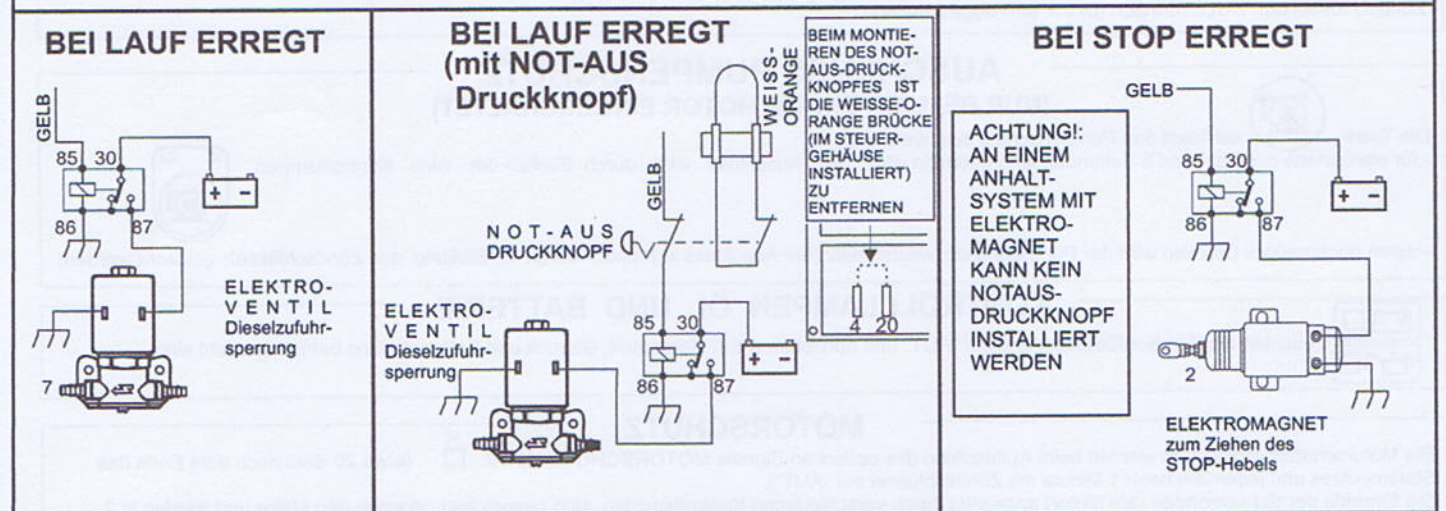 BEI LAUF ERREGT
GELB
85
30
+ -
86
87
ELEKTRO-
VENTIL
Dieselzufuhr-
sperrung
7
BEI LAUF ERREGT
(mit NOT-AUS
Druckknopf)
WEISS-
ORANGE
BEIM MONTIE-
REN DES NOT-
AUS-DRUCK-
KNOPFES IST
DIE WEISSE-O-
RANGE BRÜCKE
(IM STEUER-
GEHÄUSE
INSTALLIERT)
ZU
ENTFERNEN
GELB
NOT-AUS
DRUCKKNOPF
4 20
ELEKTRO-
VENTIL
Dieselzufuhr-
sperrung
85
30
+ -
86
87
BEI STOP ERREGT
GELB
ACHTUNG!:
AN EINEM
ANHALT-
SYSTEM MIT
ELEKTRO-
MAGNET
KANN KEIN
NOTAUS-
DRUCKKNOPF
INSTALLIERT
WERDEN
85
30
+ -
86
87
2
ELEKTROMAGNET
zum Ziehen des
STOP-Hebels